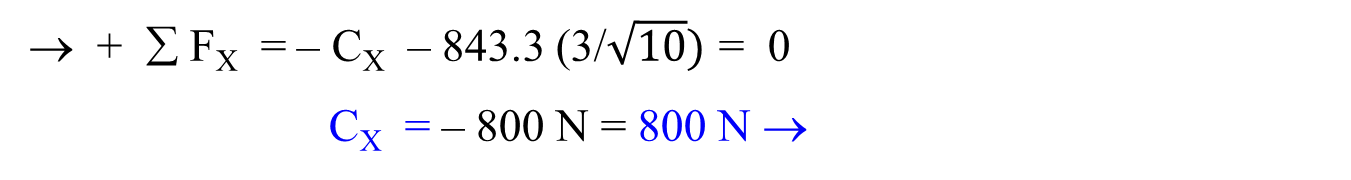 → + ∑ F_X = – C_X – 843.3 (3/√10) = 0
C_X = – 800 N = 800 N →